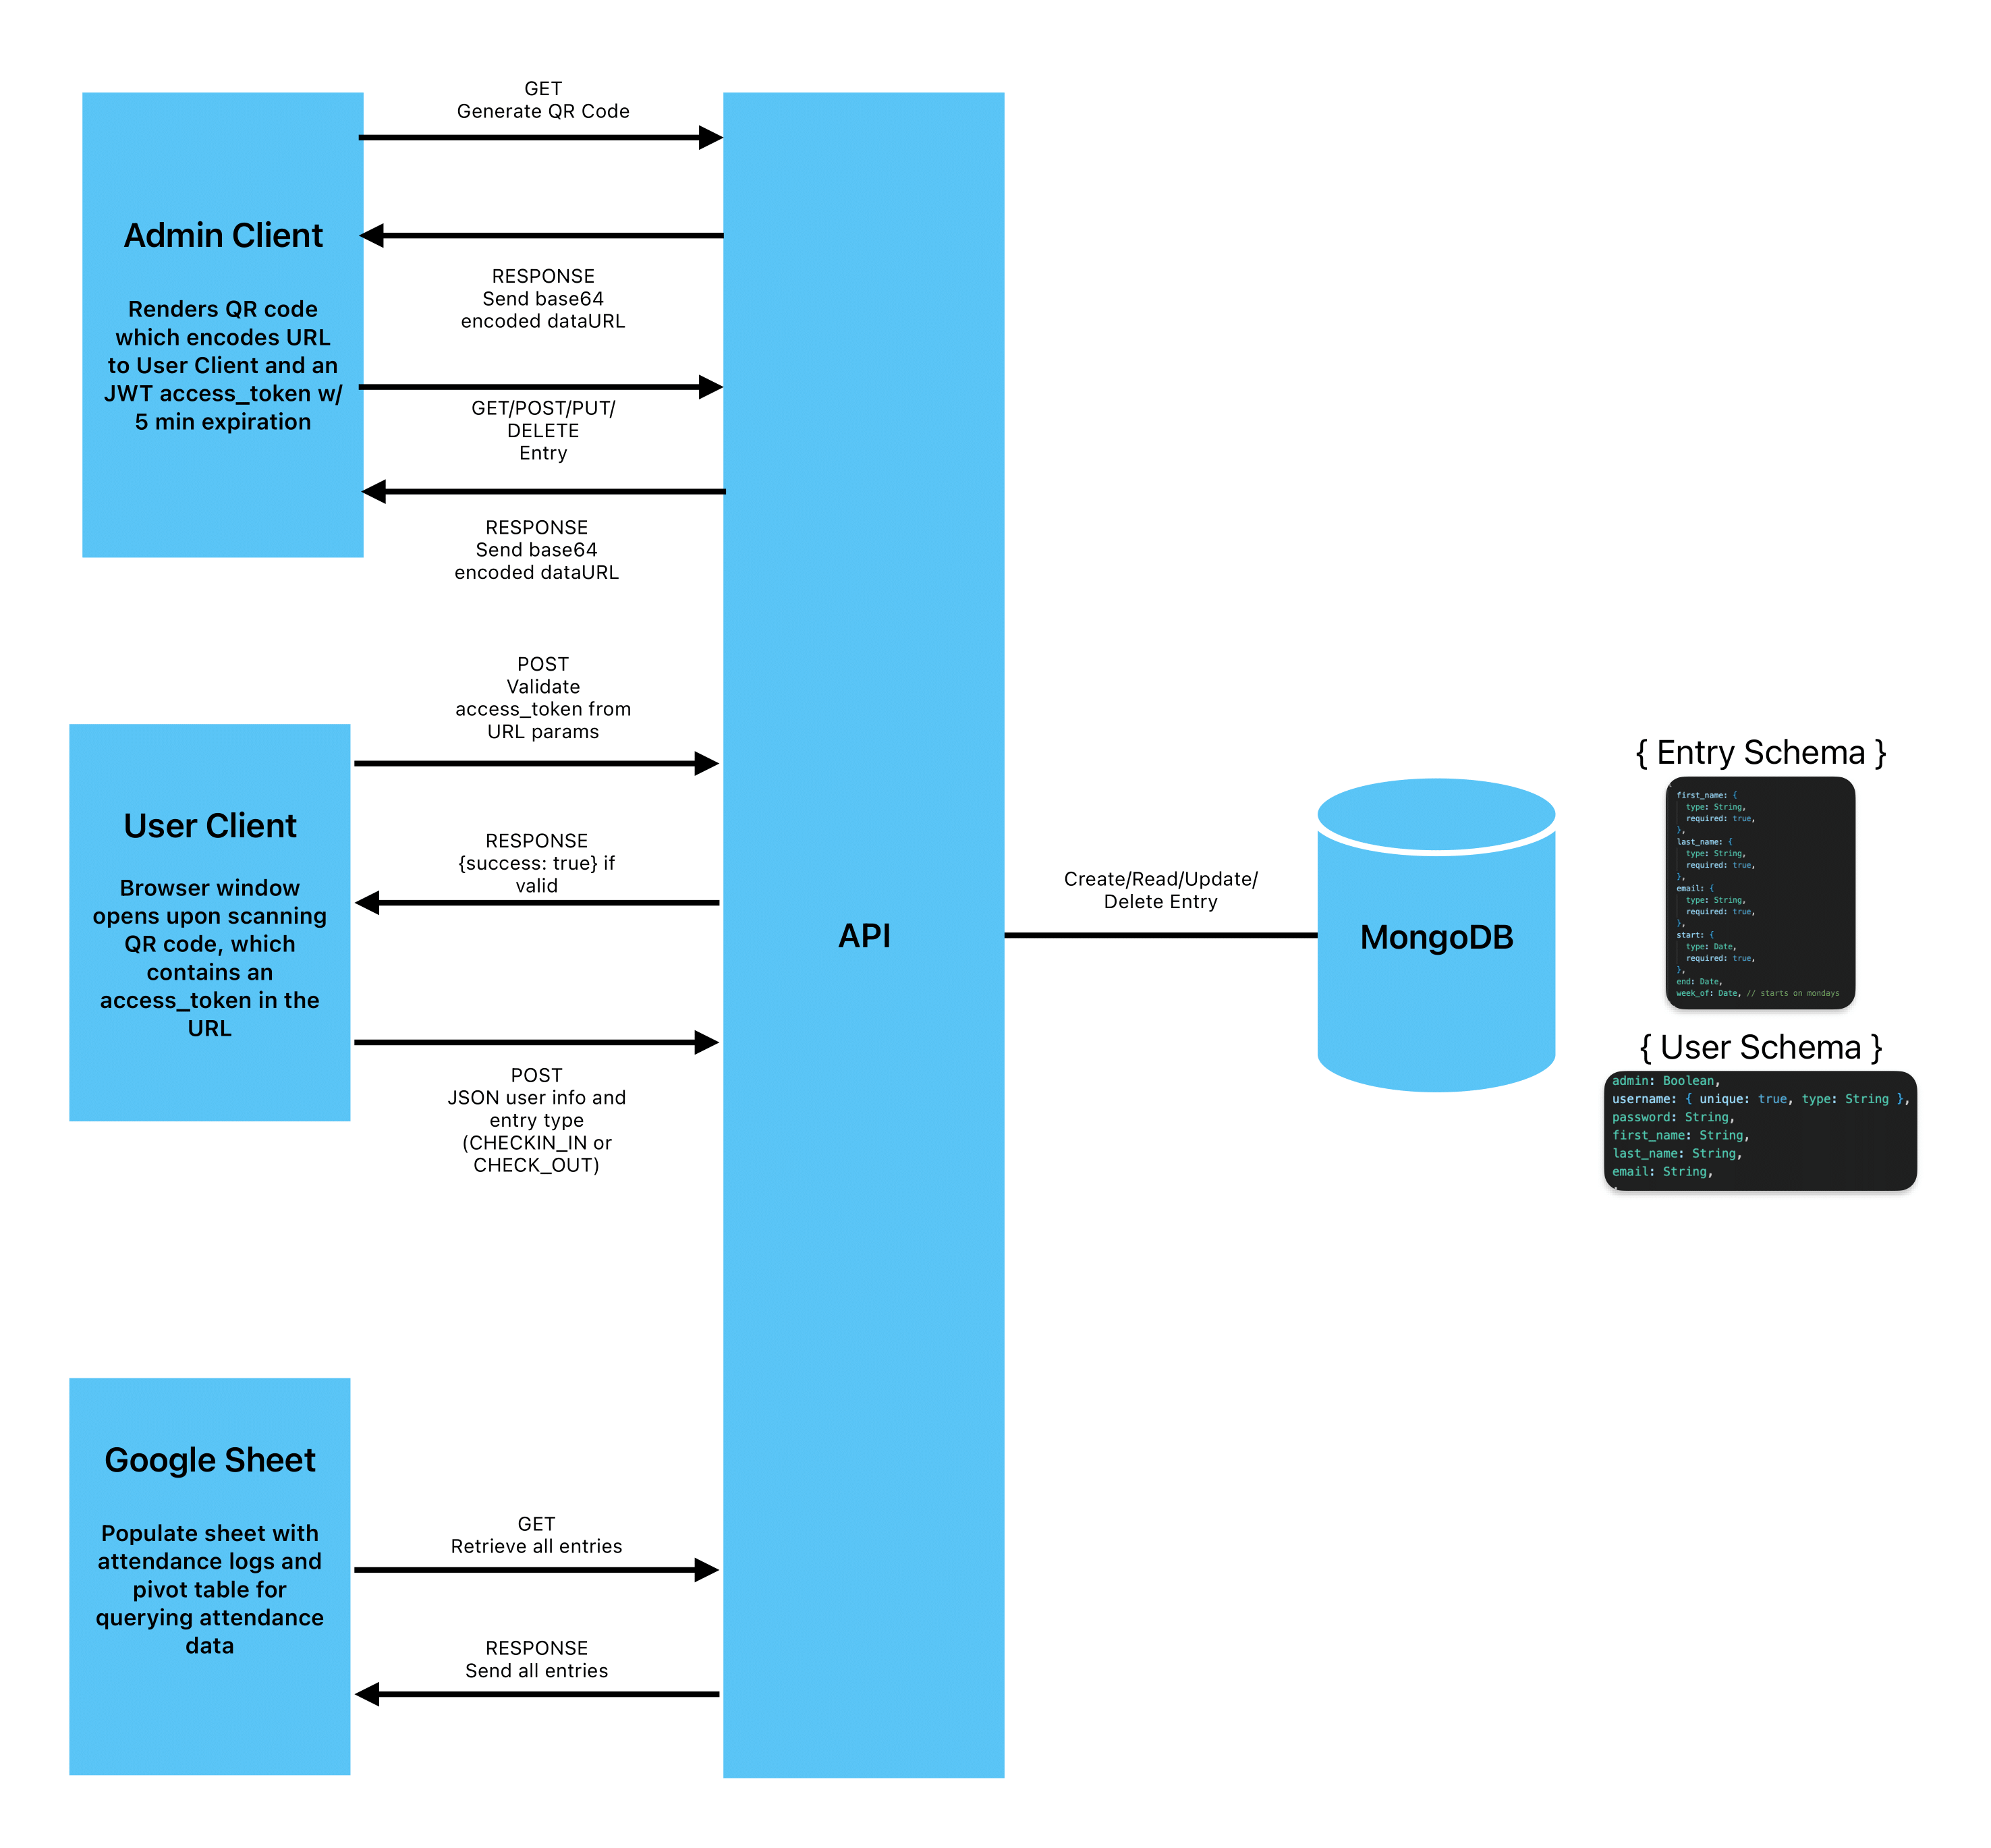 GET
Generate QR Code
Admin Client
RESPONSE
Send base64
encoded dataURL
Renders QR code
which encodes URL
to User Client and an
JWT access_token w/
5 min expiration
GET/POST/PUT/
DELETE
Entry
RESPONSE
Send base64
encoded dataURL
POST
Validate
access_token from
URL params
User Client
Browser window
opens upon scanning
QR code, which
contains an
access_token in the
URL
RESPONSE
{success: true} if
valid
POST
JSON user info and
entry type
(CHECKIN_IN or
CHECK_OUT)
API
Create/Read/Update/
Delete Entry
MongoDB
{ Entry Schema }
first_name: {
type: String,
required: true,
},
last_name: {
type: String,
required: true,
},
email: {
type: String,
required: true,
},
start: {
type: Date,
required: true,
},
end: Date,
week_of: Date, // starts on mondays
{ User Schema }
admin: Boolean,
username: { unique: true, type: String },
password: String,
first_name: String,
last_name: String,
email: String,
Google Sheet
Populate sheet with
attendance logs and
pivot table for
querying attendance
data
GET
Retrieve all entries
RESPONSE
Send all entries